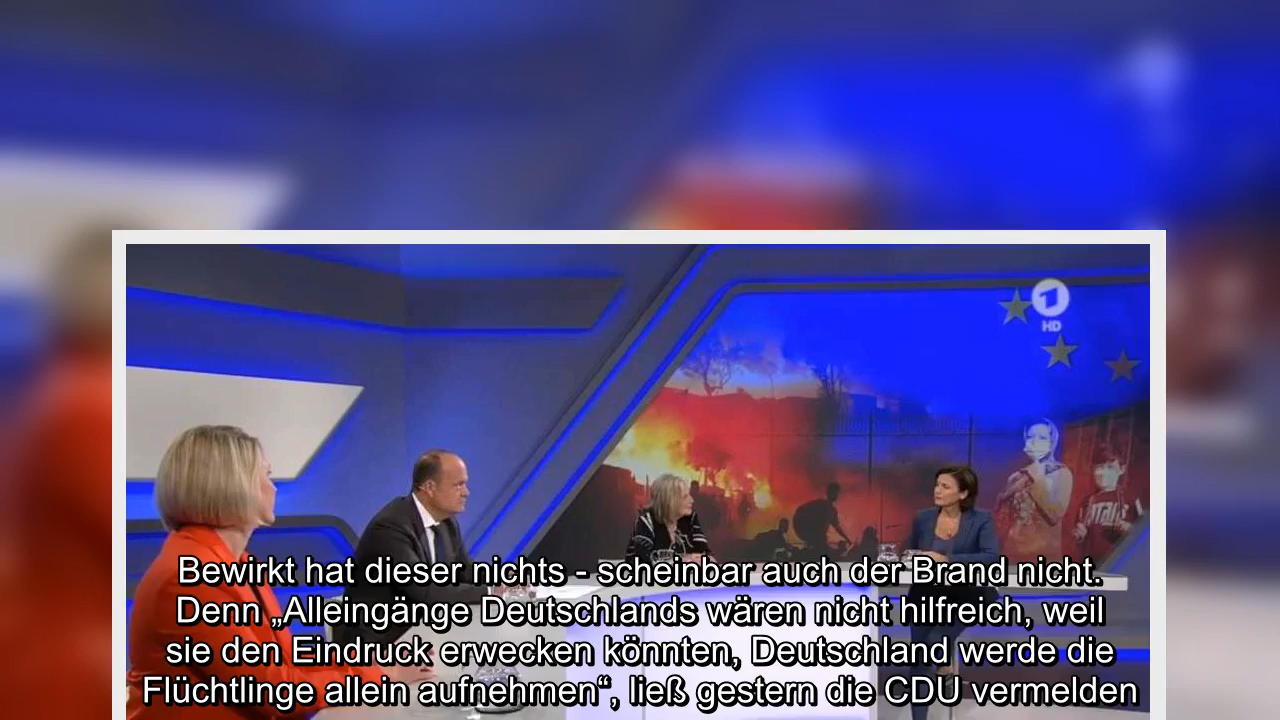 1
HD
Bewirkt hat dieser nichts - scheinbar auch der Brand nicht.
Denn „Alleingänge Deutschlands wären nicht hilfreich, weil
sie den Eindruck erwecken könnten, Deutschland werde die
Flüchtlinge allein aufnehmen“, ließ gestern die CDU vermelden